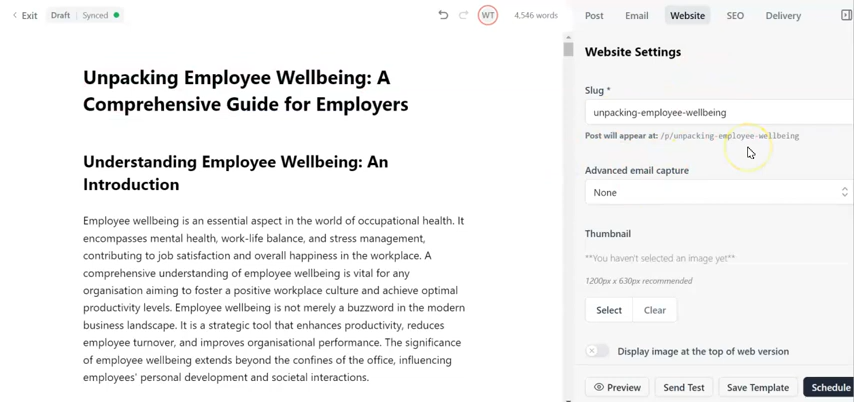 Exit Draft Synced WT 4,546 words Post Email Website SEO Delivery
Unpacking Employee Wellbeing: A
Comprehensive Guide for Employers
Understanding Employee Wellbeing: An
Introduction
Employee wellbeing is an essential aspect in the world of occupational health. It
encompasses mental health, work-life balance, and stress management,
contributing to job satisfaction and overall happiness in the workplace. A
comprehensive understanding of employee wellbeing is vital for any
organisation aiming to foster a positive workplace culture and achieve optimal
productivity levels. Employee wellbeing is not merely a buzzword in the modern
business landscape. It is a strategic tool that enhances productivity, reduces
employee turnover, and improves organisational performance. The significance
of employee wellbeing extends beyond the confines of the office, influencing
employees' personal development and societal interactions.
Website Settings
Slug *
unpacking-employee-wellbeing
Post will appear at: /p/unpacking-employee-wellbeing
Advanced email capture
None
Thumbnail
**You haven't selected an image yet**
1200px x 630px recommended
Select Clear
Display image at the top of web version
Preview Send Test Save Template Schedule